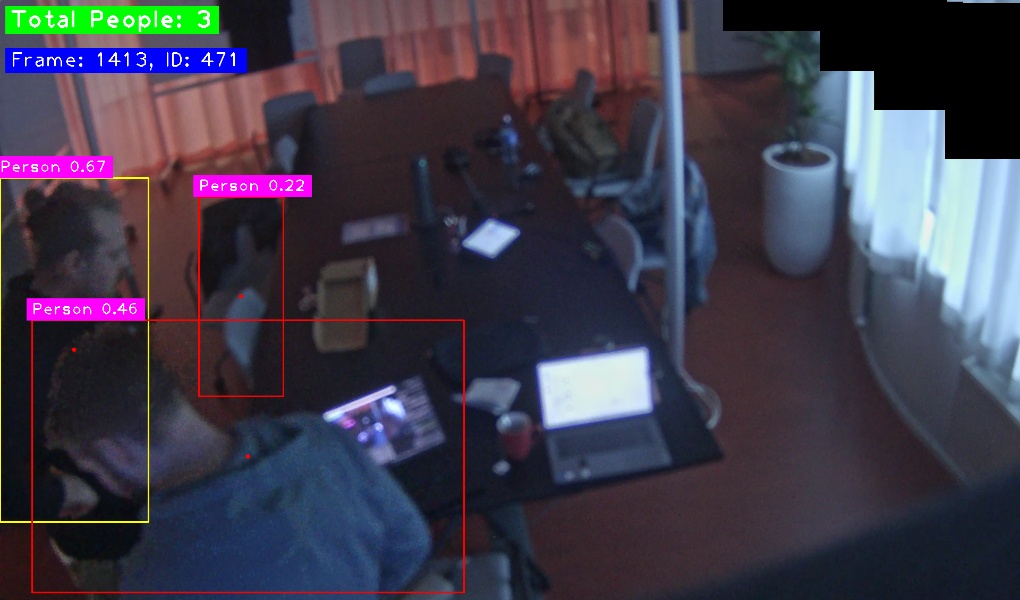 Total People: 3
Frame: 1413, ID: 471
Person 0.67
Person 0.22
Person 0.46